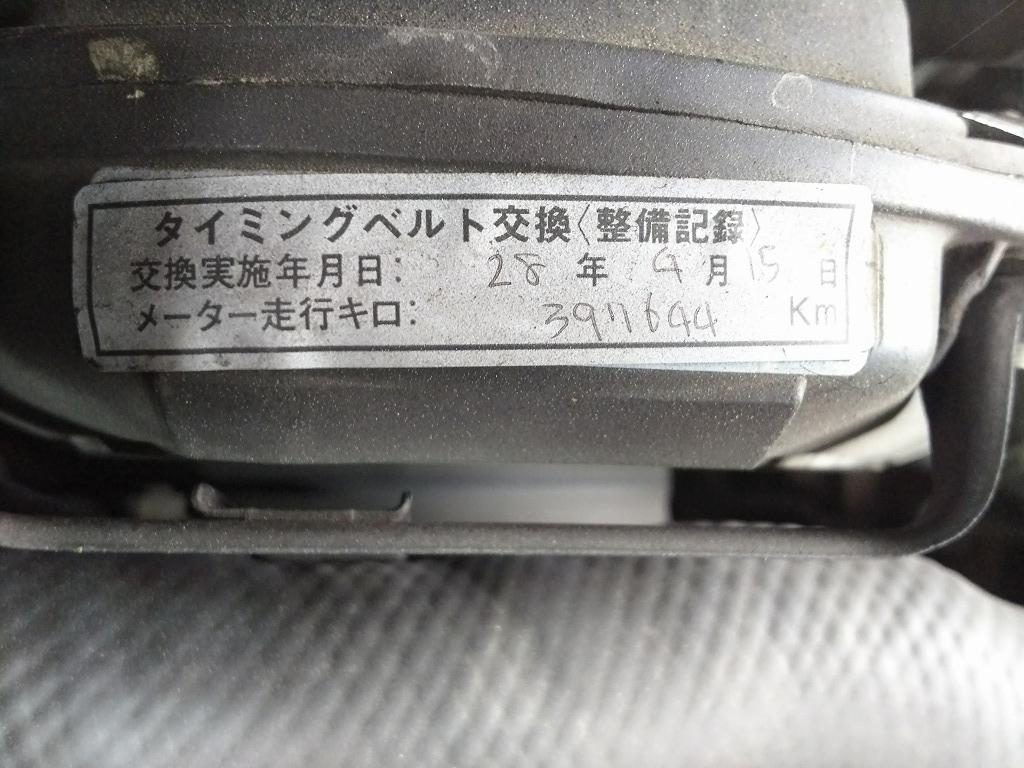 タイミングベルト交換〈整備記録〉
交換実施年月日: 28 年 9 月 15 日
メーター走行キロ: 397644 Km